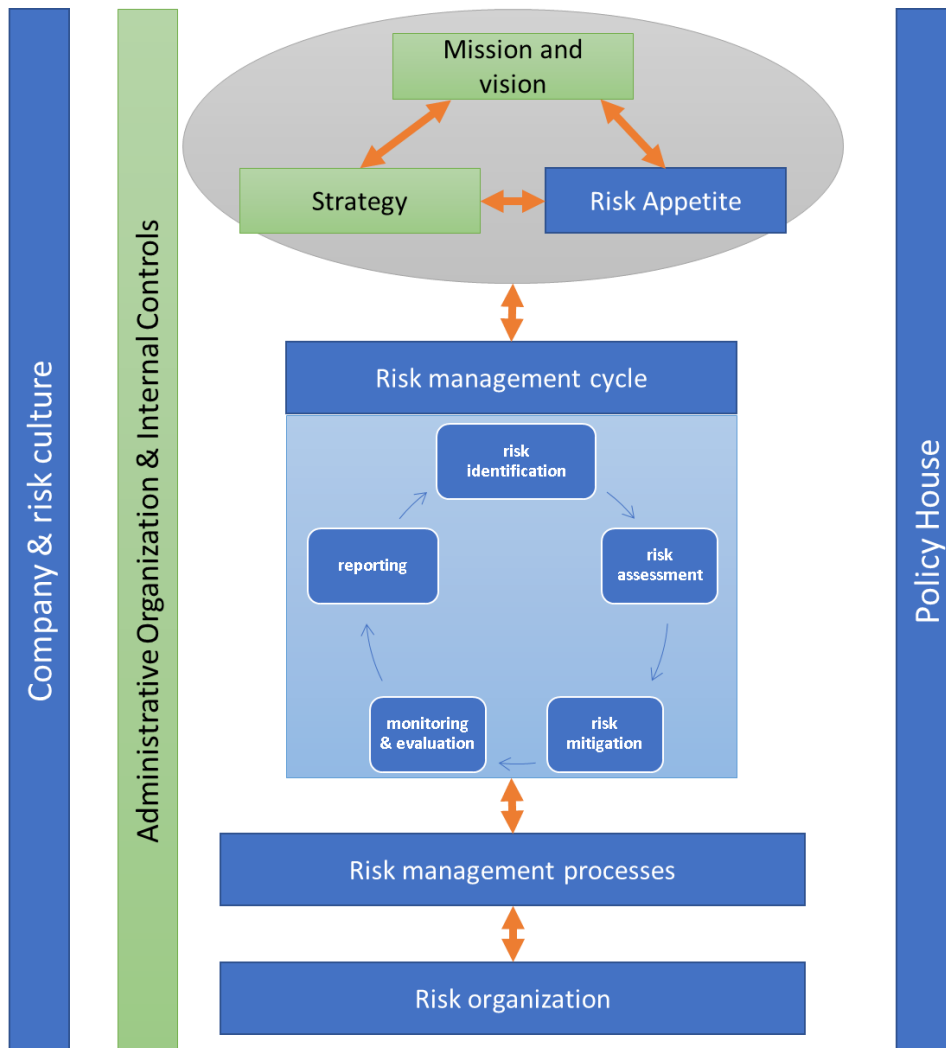 Company & risk culture
Administrative Organization & Internal Controls
Mission and
vision
Strategy
Risk Appetite
Risk management cycle
risk
identification
reporting
risk
assessment
monitoring
& evaluation
risk
mitigation
Risk management processes
Risk organization
Policy House